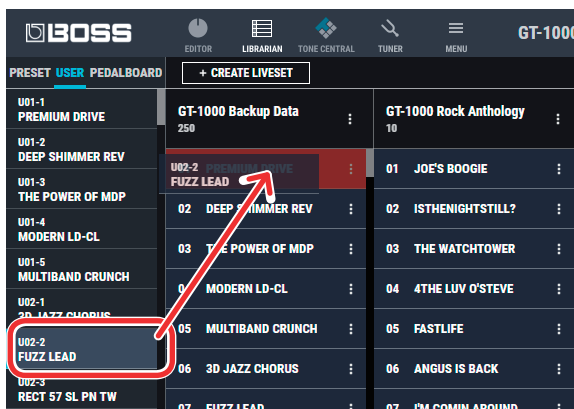 BOSS
EDITOR
LIBRARIAN
TONE CENTRAL
TUNER
MENU
GT-1000
PRESET USER PEDALBOARD
+ CREATE LIVESET
U01-1
PREMIUM DRIVE
U01-2
DEEP SHIMMER REV
U01-3
THE POWER OF MDP
U01-4
MODERN LD-CL
U01-5
MULTIBAND CRUNCH
U02-1
3D JAZZ CHORUS
U02-2
FUZZ LEAD
U02-3
RECT 57 SL PN TW
GT-1000 Backup Data
250
PREMIUM DRIVE
U02-2
FUZZ LEAD
02 DEEP SHIMMER REV
03 THE POWER OF MDP
04 MODERN LD-CL
05 MULTIBAND CRUNCH
06 3D JAZZ CHORUS
07 FUZZ LEAD
GT-1000 Rock Anthology
10
01 JOE'S BOOGIE
02 ISTHENIGHTSTILL?
03 THE WATCHTOWER
04 4THE LUV O'STEVE
05 FASTLIFE
06 ANGUS IS BACK
07 I'M COMIN AROUND